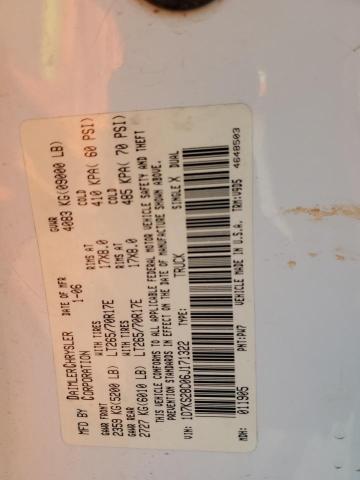 MFD BY DAIMLERCHRYSLER CORPORATION
DATE OF MFR 1-06
GVWR 4083 KG(09000 LB)
GAWR FRONT WITH TIRES RIMS AT COLD
2359 KG(5200 LB) LT265/70R17E 17X8.0 410 KPA( 60 PSI)
GAWR REAR WITH TIRES RIMS AT COLD
2727 KG(6010 LB) LT265/70R17E 17X8.0 485 KPA( 70 PSI)
THIS VEHICLE CONFORMS TO ALL APPLICABLE FEDERAL MOTOR VEHICLE SAFETY AND THEFT
PREVENTION STANDARDS IN EFFECT ON THE DATE OF MANUFACTURE SHOWN ABOVE.
VIN: 1D7KS28C06J171322 TYPE: TRUCK SINGLE X DUAL
MDH: 011905 PNT:PW7 VEHICLE MADE IN U.S.A. TRM:V9D5 4648503